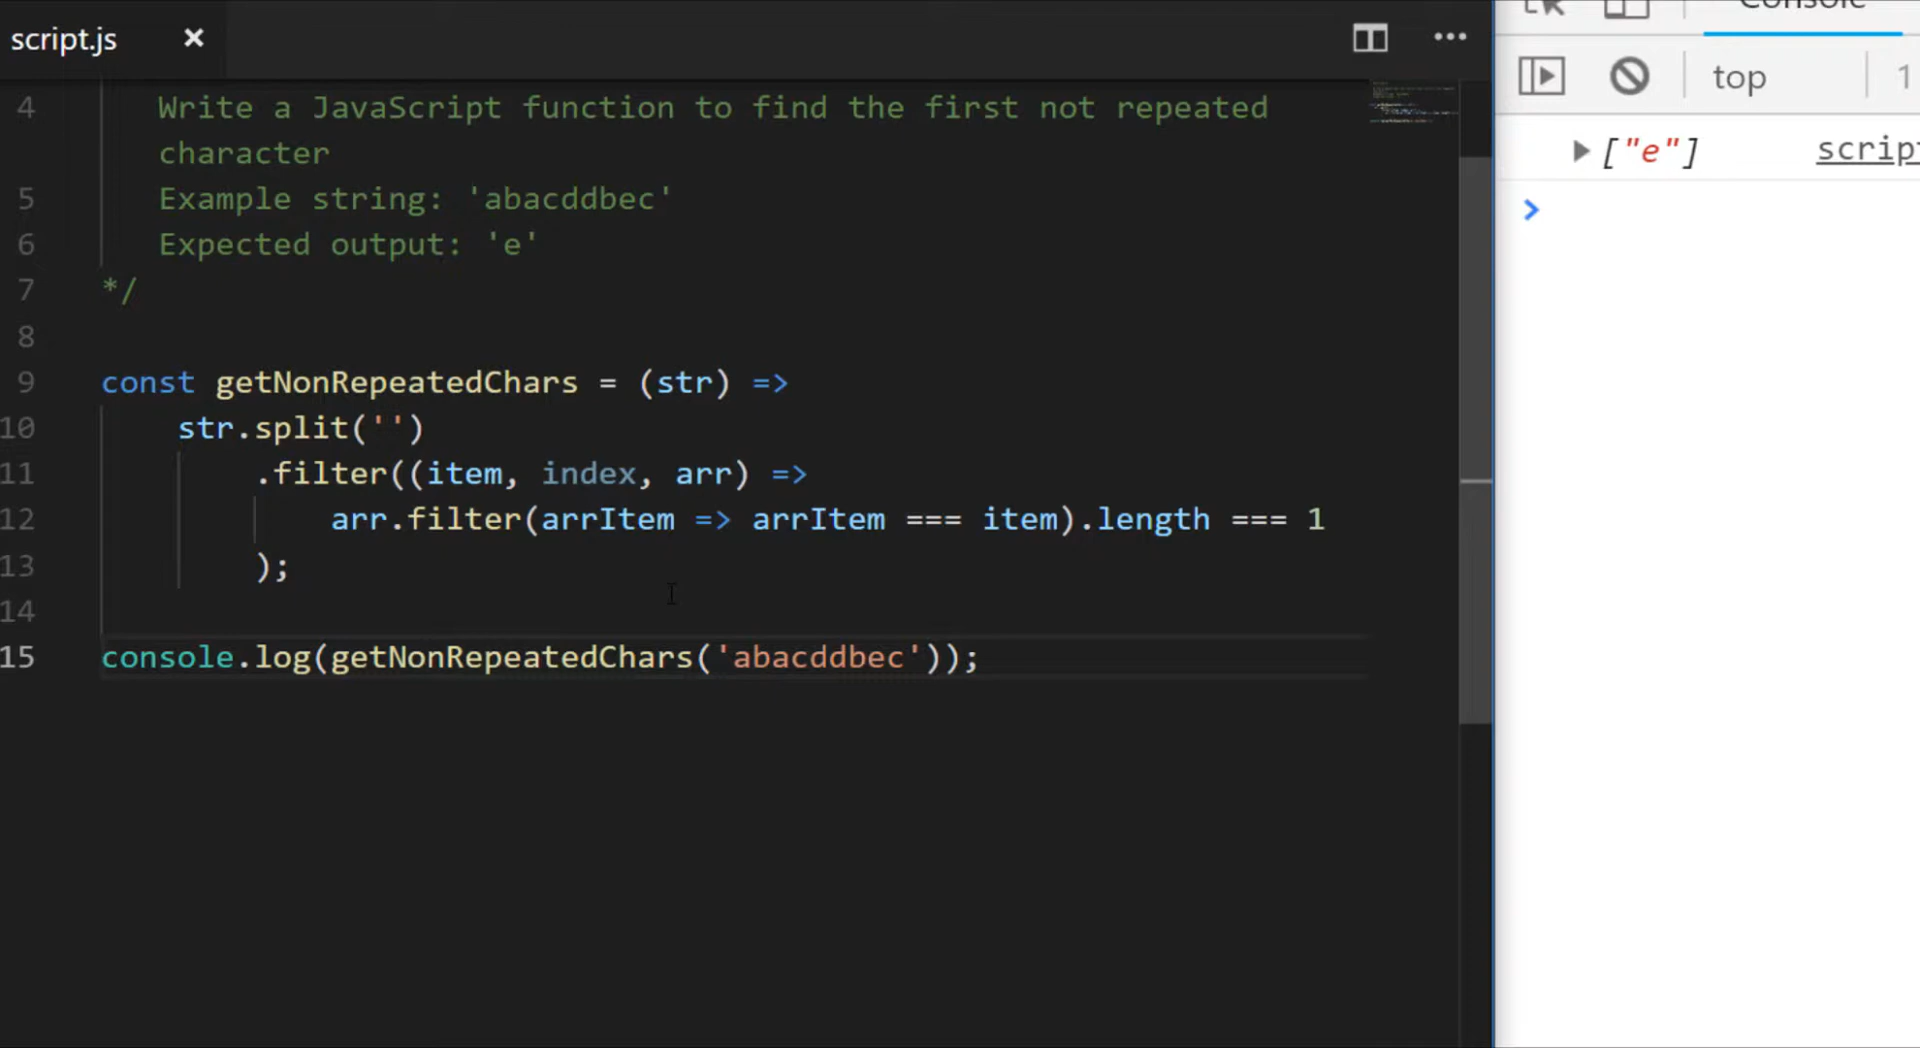 script.js ×
Console
top
1
4 Write a JavaScript function to find the first not repeated
character
5 Example string: 'abacddbec'
6 Expected output: 'e'
7 */
8
9 const getNonRepeatedChars = (str) =>
10 str.split('')
11 .filter((item, index, arr) =>
12 arr.filter(arrItem => arrItem === item).length === 1
13 );
14
15 console.log(getNonRepeatedChars('abacddbec'));
▶ ["e"] script
>